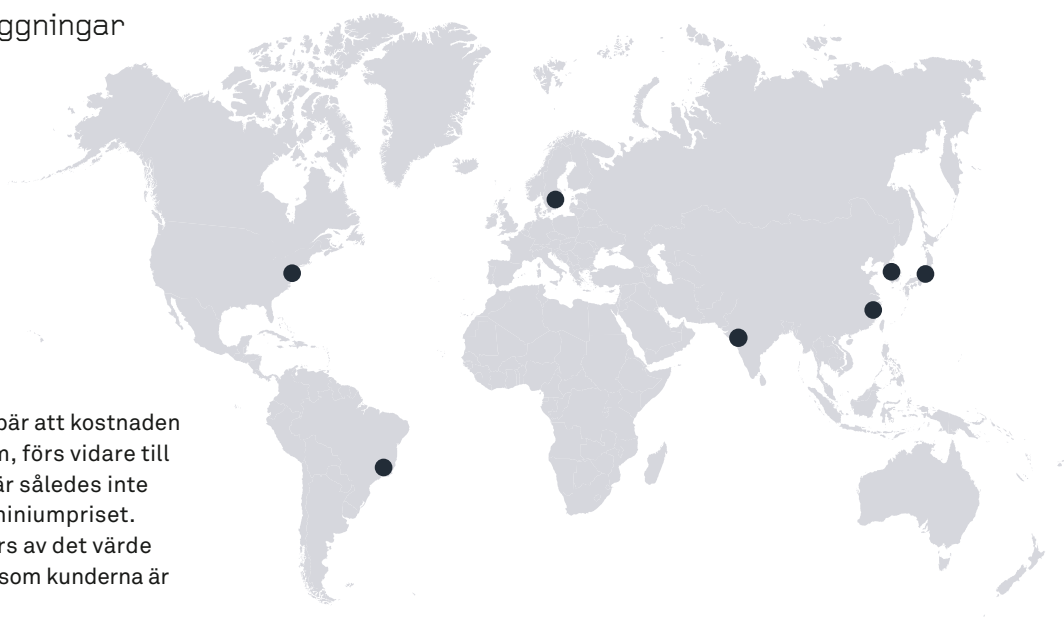 ggningar
bär att kostnaden
m, förs vidare till
är således inte
miniumpriset.
rs av det värde
som kunderna är